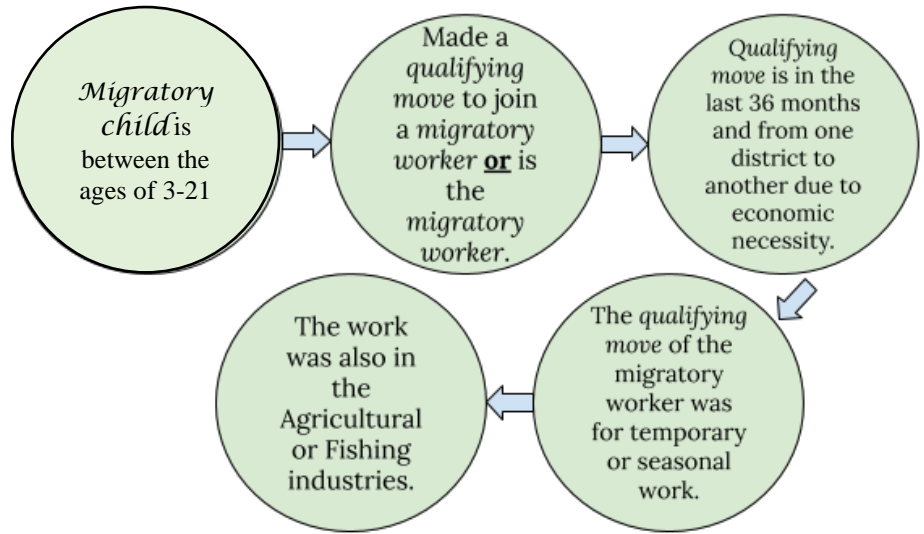 Migratory
child is
between the
ages of 3-21
Made a
qualifying
move to join
a migratory
worker or is
the
migratory
worker.
Qualifying
move is in the
last 36 months
and from one
district to
another due to
economic
necessity.
The qualifying
move of the
migratory
worker was
for temporary
or seasonal
work.
The work
was also in
the
Agricultural
or Fishing
industries.